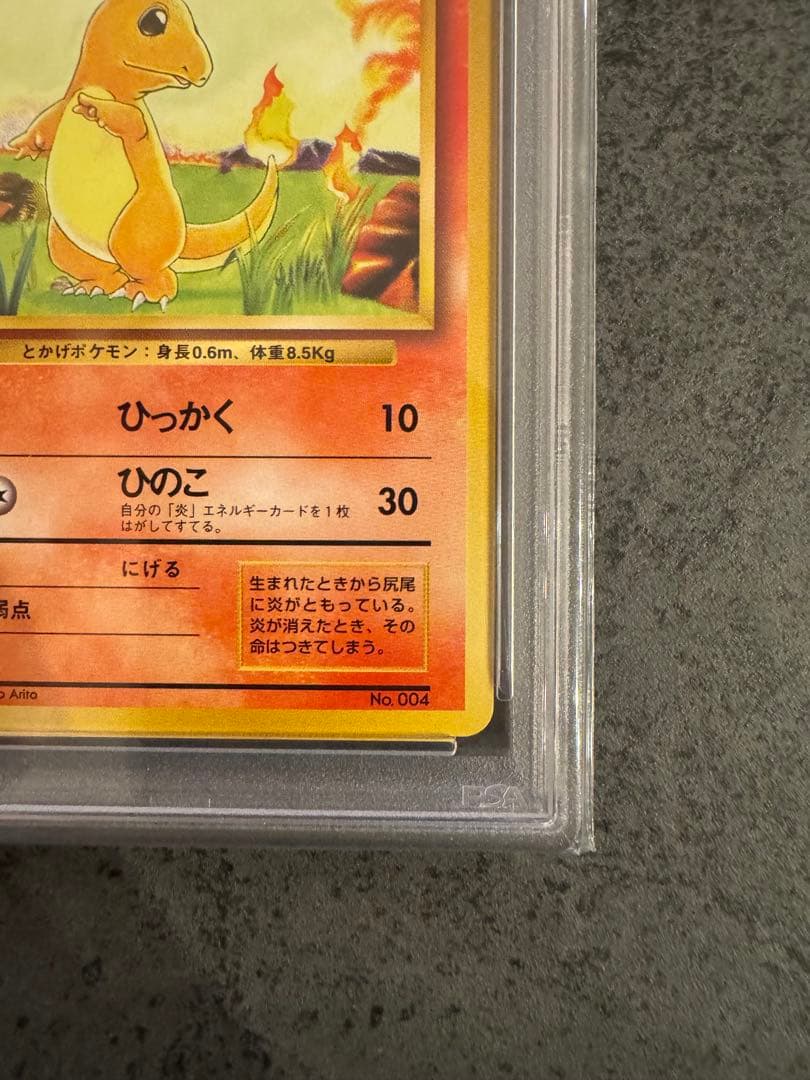 とかげポケモン：身長0.6m、体重8.5Kg
ひっかく 10
ひのこ 30
自分の「炎」エネルギーカードを1枚
はがしてすてる。
にげる
弱点
生まれたときから尻尾
に炎がともっている。
炎が消えたとき、その
命はつきてしまう。
Arita
No. 004
PSA